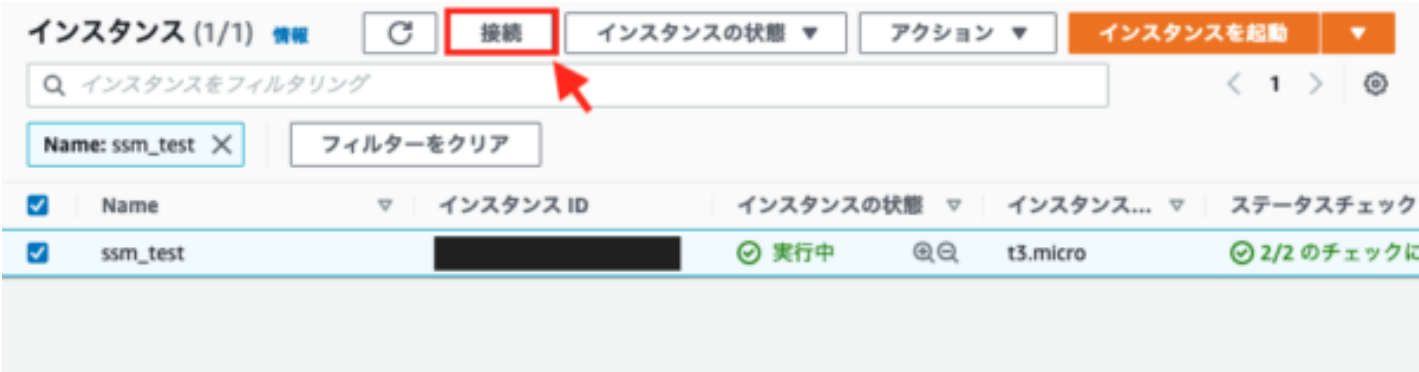 インスタンス (1/1) 情報 接続 インスタンスの状態 ▼ アクション ▼ インスタンスを起動 ▼
インスタンスをフィルタリング < 1 >
Name: ssm_test × フィルターをクリア
Name インスタンス ID インスタンスの状態 インスタンス... ステータスチェック
ssm_test 実行中 t3.micro 2/2 のチェックに